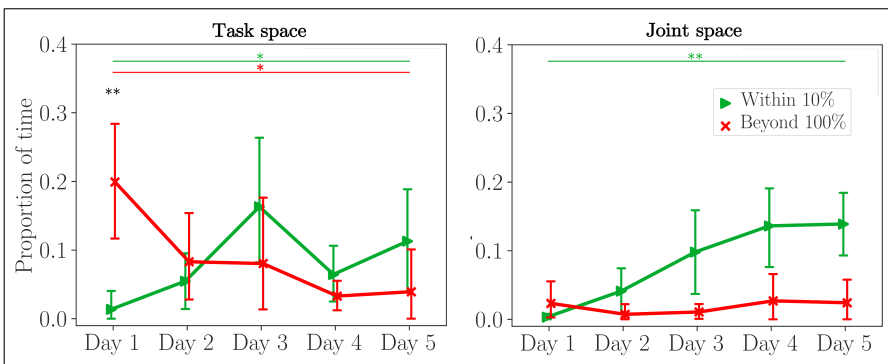 Task space
Joint space
Proportion of time
0.4
0.3
0.2
0.1
0.0
*
*
**
Day 1 Day 2 Day 3 Day 4 Day 5
0.4
0.3
0.2
0.1
0.0
**
Within 10%
Beyond 100%
Day 1 Day 2 Day 3 Day 4 Day 5